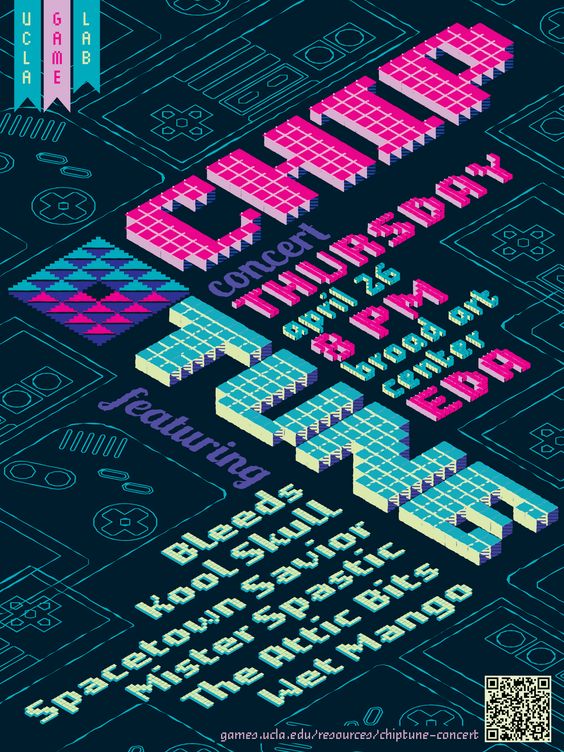 UCLA
GAME
LAB
CHIP
concert
THURSDAY
april 26
8 PM
broad art
center
EDA
TUNE
featuring
Bleeds
Kool Skull
Spacetown Savior
Mister Spastic
The Attic Bits
Wet Mango
games.ucla.edu/resources/chiptune-concert